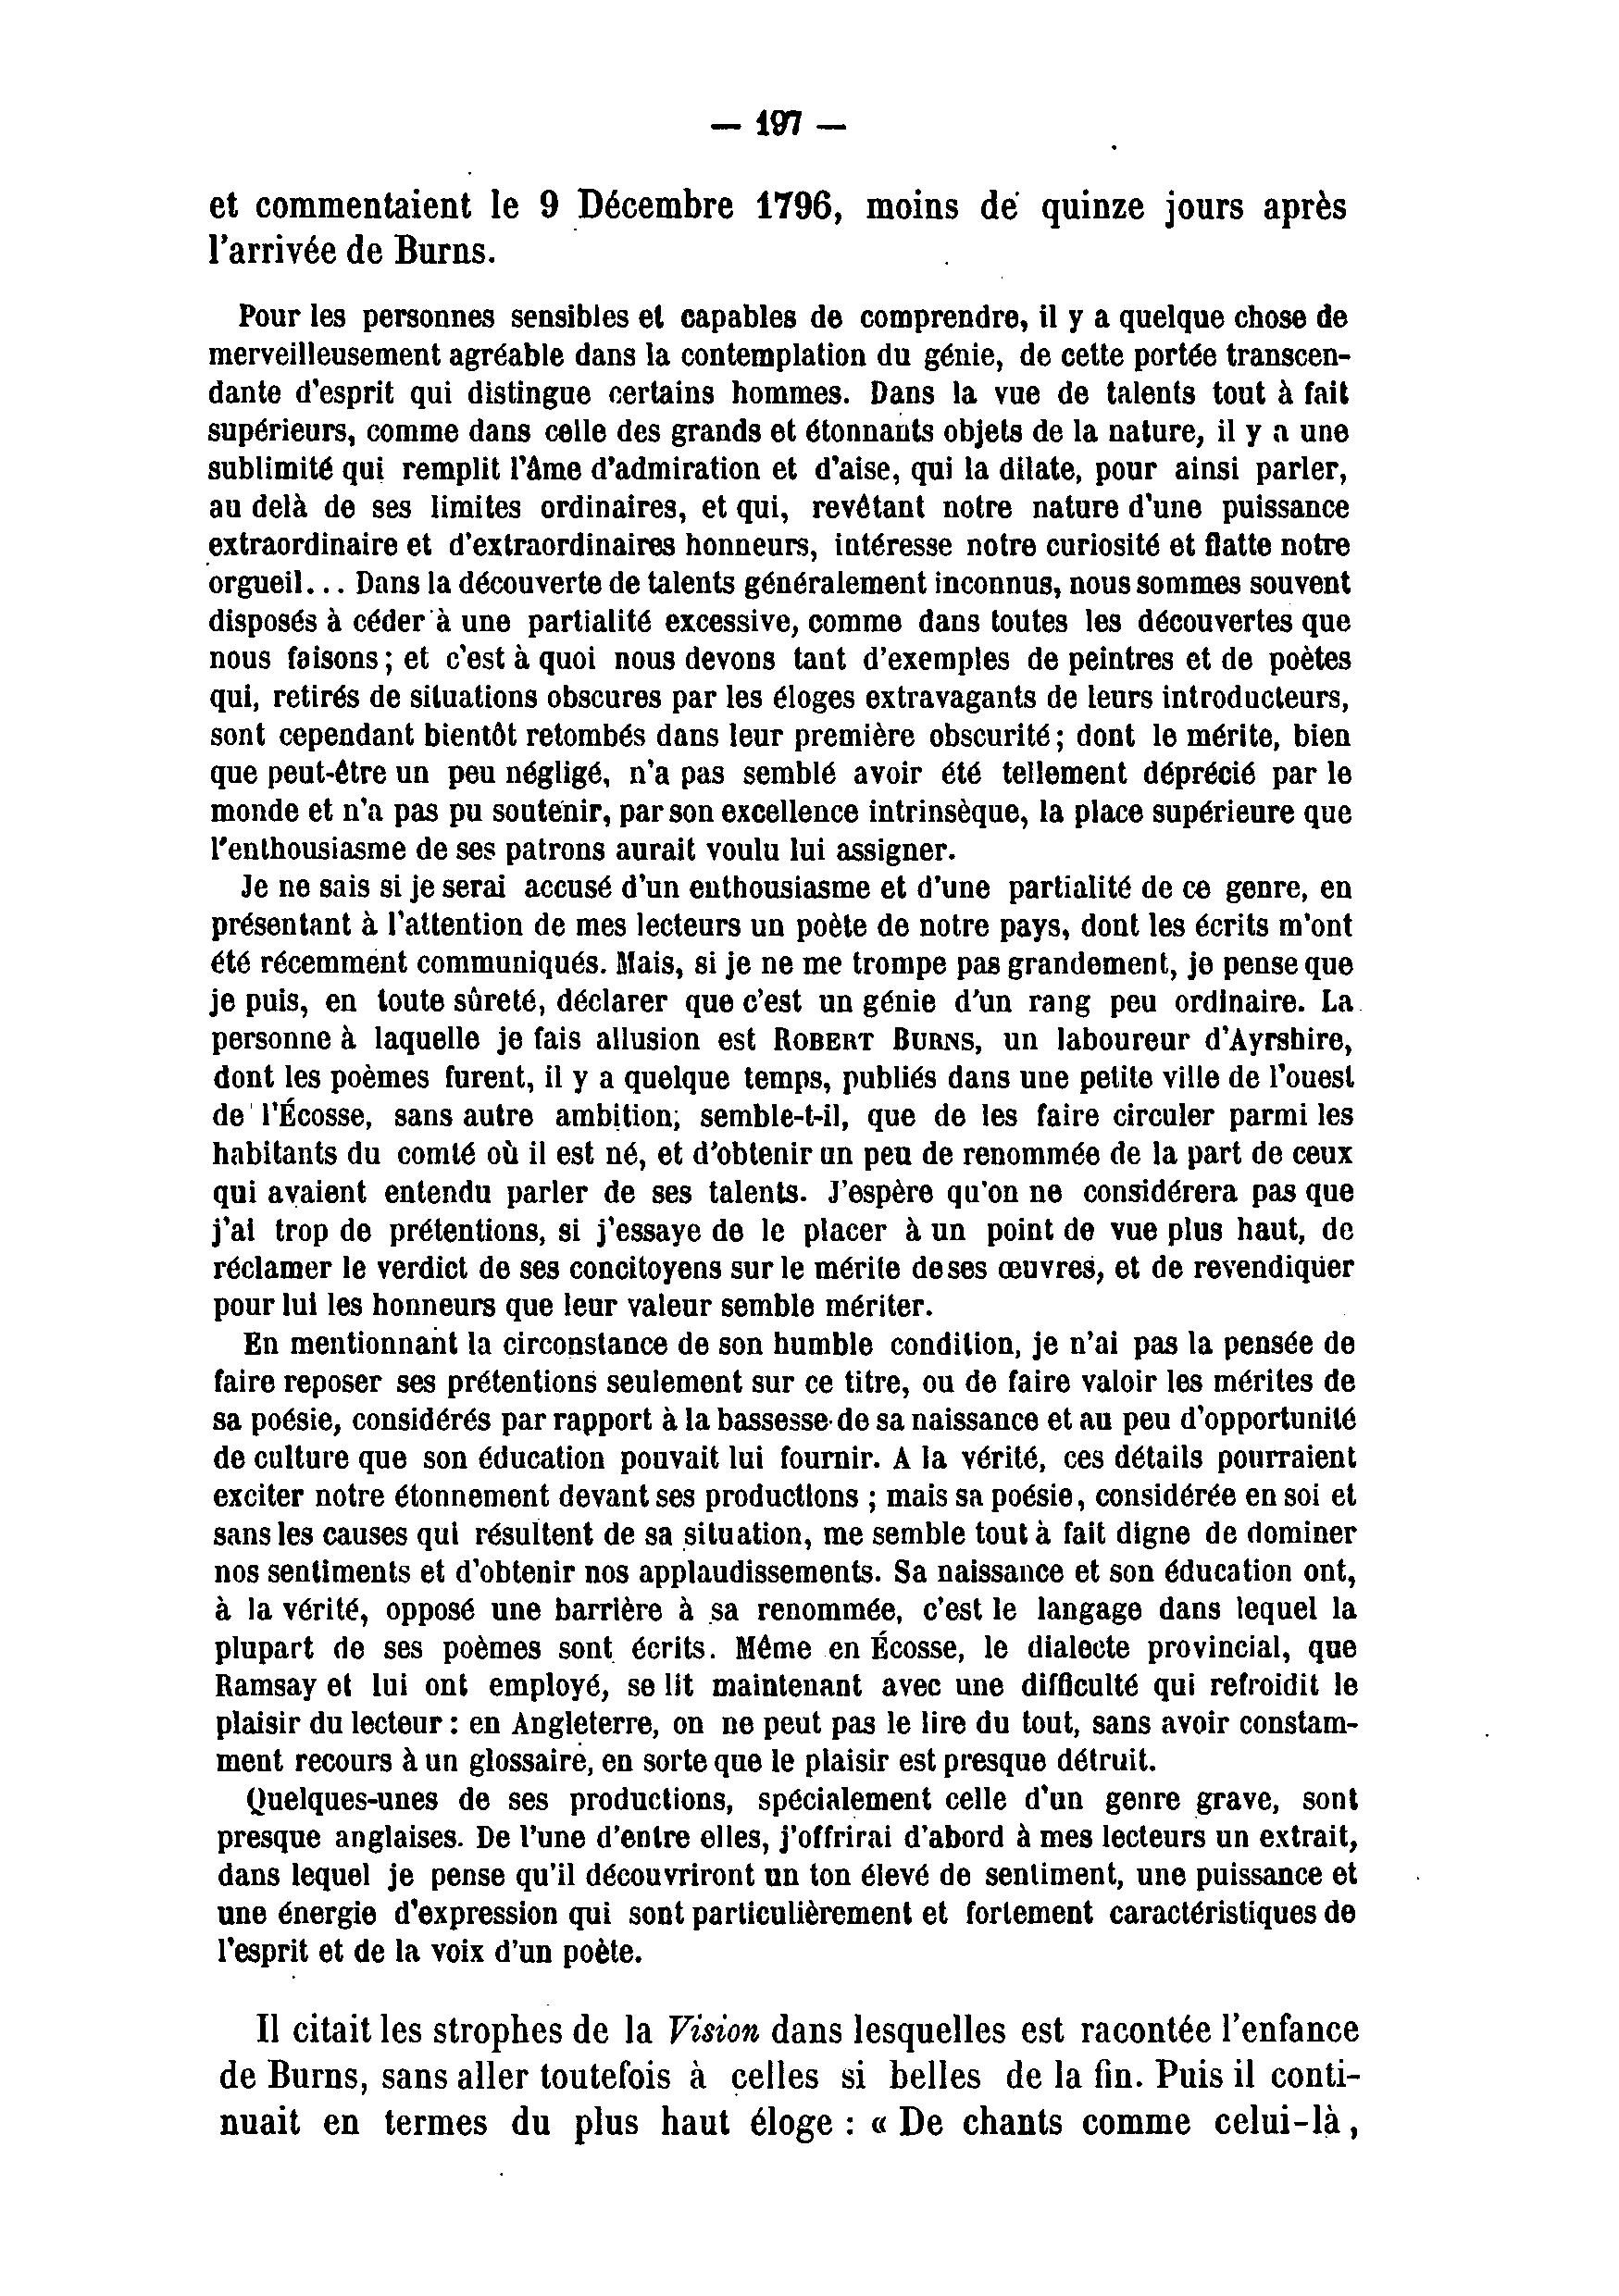 — 197 —
et commentaient le 9 Décembre 1796, moins de quinze jours après
l'arrivée de Burns.
Pour les personnes sensibles et capables de comprendre, il y a quelque chose de
merveilleusement agréable dans la contemplation du génie, de cette portée transcen-
dante d'esprit qui distingue certains hommes. Dans la vue de talents tout à fait
supérieurs, comme dans celle des grands et étonnants objets de la nature, il y a une
sublimité qui remplit l'âme d'admiration et d'aise, qui la dilate, pour ainsi parler,
au delà de ses limites ordinaires, et qui, revêtant notre nature d'une puissance
extraordinaire et d'extraordinaires honneurs, intéresse notre curiosité et flatte notre
orgueil... Dans la découverte de talents généralement inconnus, nous sommes souvent
disposés à céder à une partialité excessive, comme dans toutes les découvertes que
nous faisons; et c'est à quoi nous devons tant d'exemples de peintres et de poètes
qui, retirés de situations obscures par les éloges extravagants de leurs introducteurs,
sont cependant bientôt retombés dans leur première obscurité; dont le mérite, bien
que peut-être un peu négligé, n'a pas semblé avoir été tellement déprécié par le
monde et n'a pas pu soutenir, par son excellence intrinsèque, la place supérieure que
l'enthousiasme de ses patrons aurait voulu lui assigner.
Je ne sais si je serai accusé d'un enthousiasme et d'une partialité de ce genre, en
présentant à l'attention de mes lecteurs un poète de notre pays, dont les écrits m'ont
été récemment communiqués. Mais, si je ne me trompe pas grandement, je pense que
je puis, en toute sûreté, déclarer que c'est un génie d'un rang peu ordinaire. La
personne à laquelle je fais allusion est ROBERT BURNS, un laboureur d'Ayrshire,
dont les poèmes furent, il y a quelque temps, publiés dans une petite ville de l'ouest
de l'Écosse, sans autre ambition; semble-t-il, que de les faire circuler parmi les
habitants du comté où il est né, et d'obtenir un peu de renommée de la part de ceux
qui avaient entendu parler de ses talents. J'espère qu'on ne considérera pas que
j'ai trop de prétentions, si j'essaye de le placer à un point de vue plus haut, de
réclamer le verdict de ses concitoyens sur le mérite de ses œuvres, et de revendiquer
pour lui les honneurs que leur valeur semble mériter.
En mentionnant la circonstance de son humble condition, je n'ai pas la pensée de
faire reposer ses prétentions seulement sur ce titre, ou de faire valoir les mérites de
sa poésie, considérés par rapport à la bassesse de sa naissance et au peu d'opportunité
de culture que son éducation pouvait lui fournir. A la vérité, ces détails pourraient
exciter notre étonnement devant ses productions ; mais sa poésie, considérée en soi et
sans les causes qui résultent de sa situation, me semble tout à fait digne de dominer
nos sentiments et d'obtenir nos applaudissements. Sa naissance et son éducation ont,
à la vérité, opposé une barrière à sa renommée, c'est le langage dans lequel la
plupart de ses poèmes sont écrits. Même en Écosse, le dialecte provincial, que
Ramsay et lui ont employé, se lit maintenant avec une difficulté qui refroidit le
plaisir du lecteur : en Angleterre, on ne peut pas le lire du tout, sans avoir constam-
ment recours à un glossaire, en sorte que le plaisir est presque détruit.
Quelques-unes de ses productions, spécialement celle d'un genre grave, sont
presque anglaises. De l'une d'entre elles, j'offrirai d'abord à mes lecteurs un extrait,
dans lequel je pense qu'il découvriront un ton élevé de sentiment, une puissance et
une énergie d'expression qui sont particulièrement et fortement caractéristiques de
l'esprit et de la voix d'un poète.
Il citait les strophes de la Vision dans lesquelles est racontée l'enfance
de Burns, sans aller toutefois à celles si belles de la fin. Puis il conti-
nuait en termes du plus haut éloge : « De chants comme celui-là,